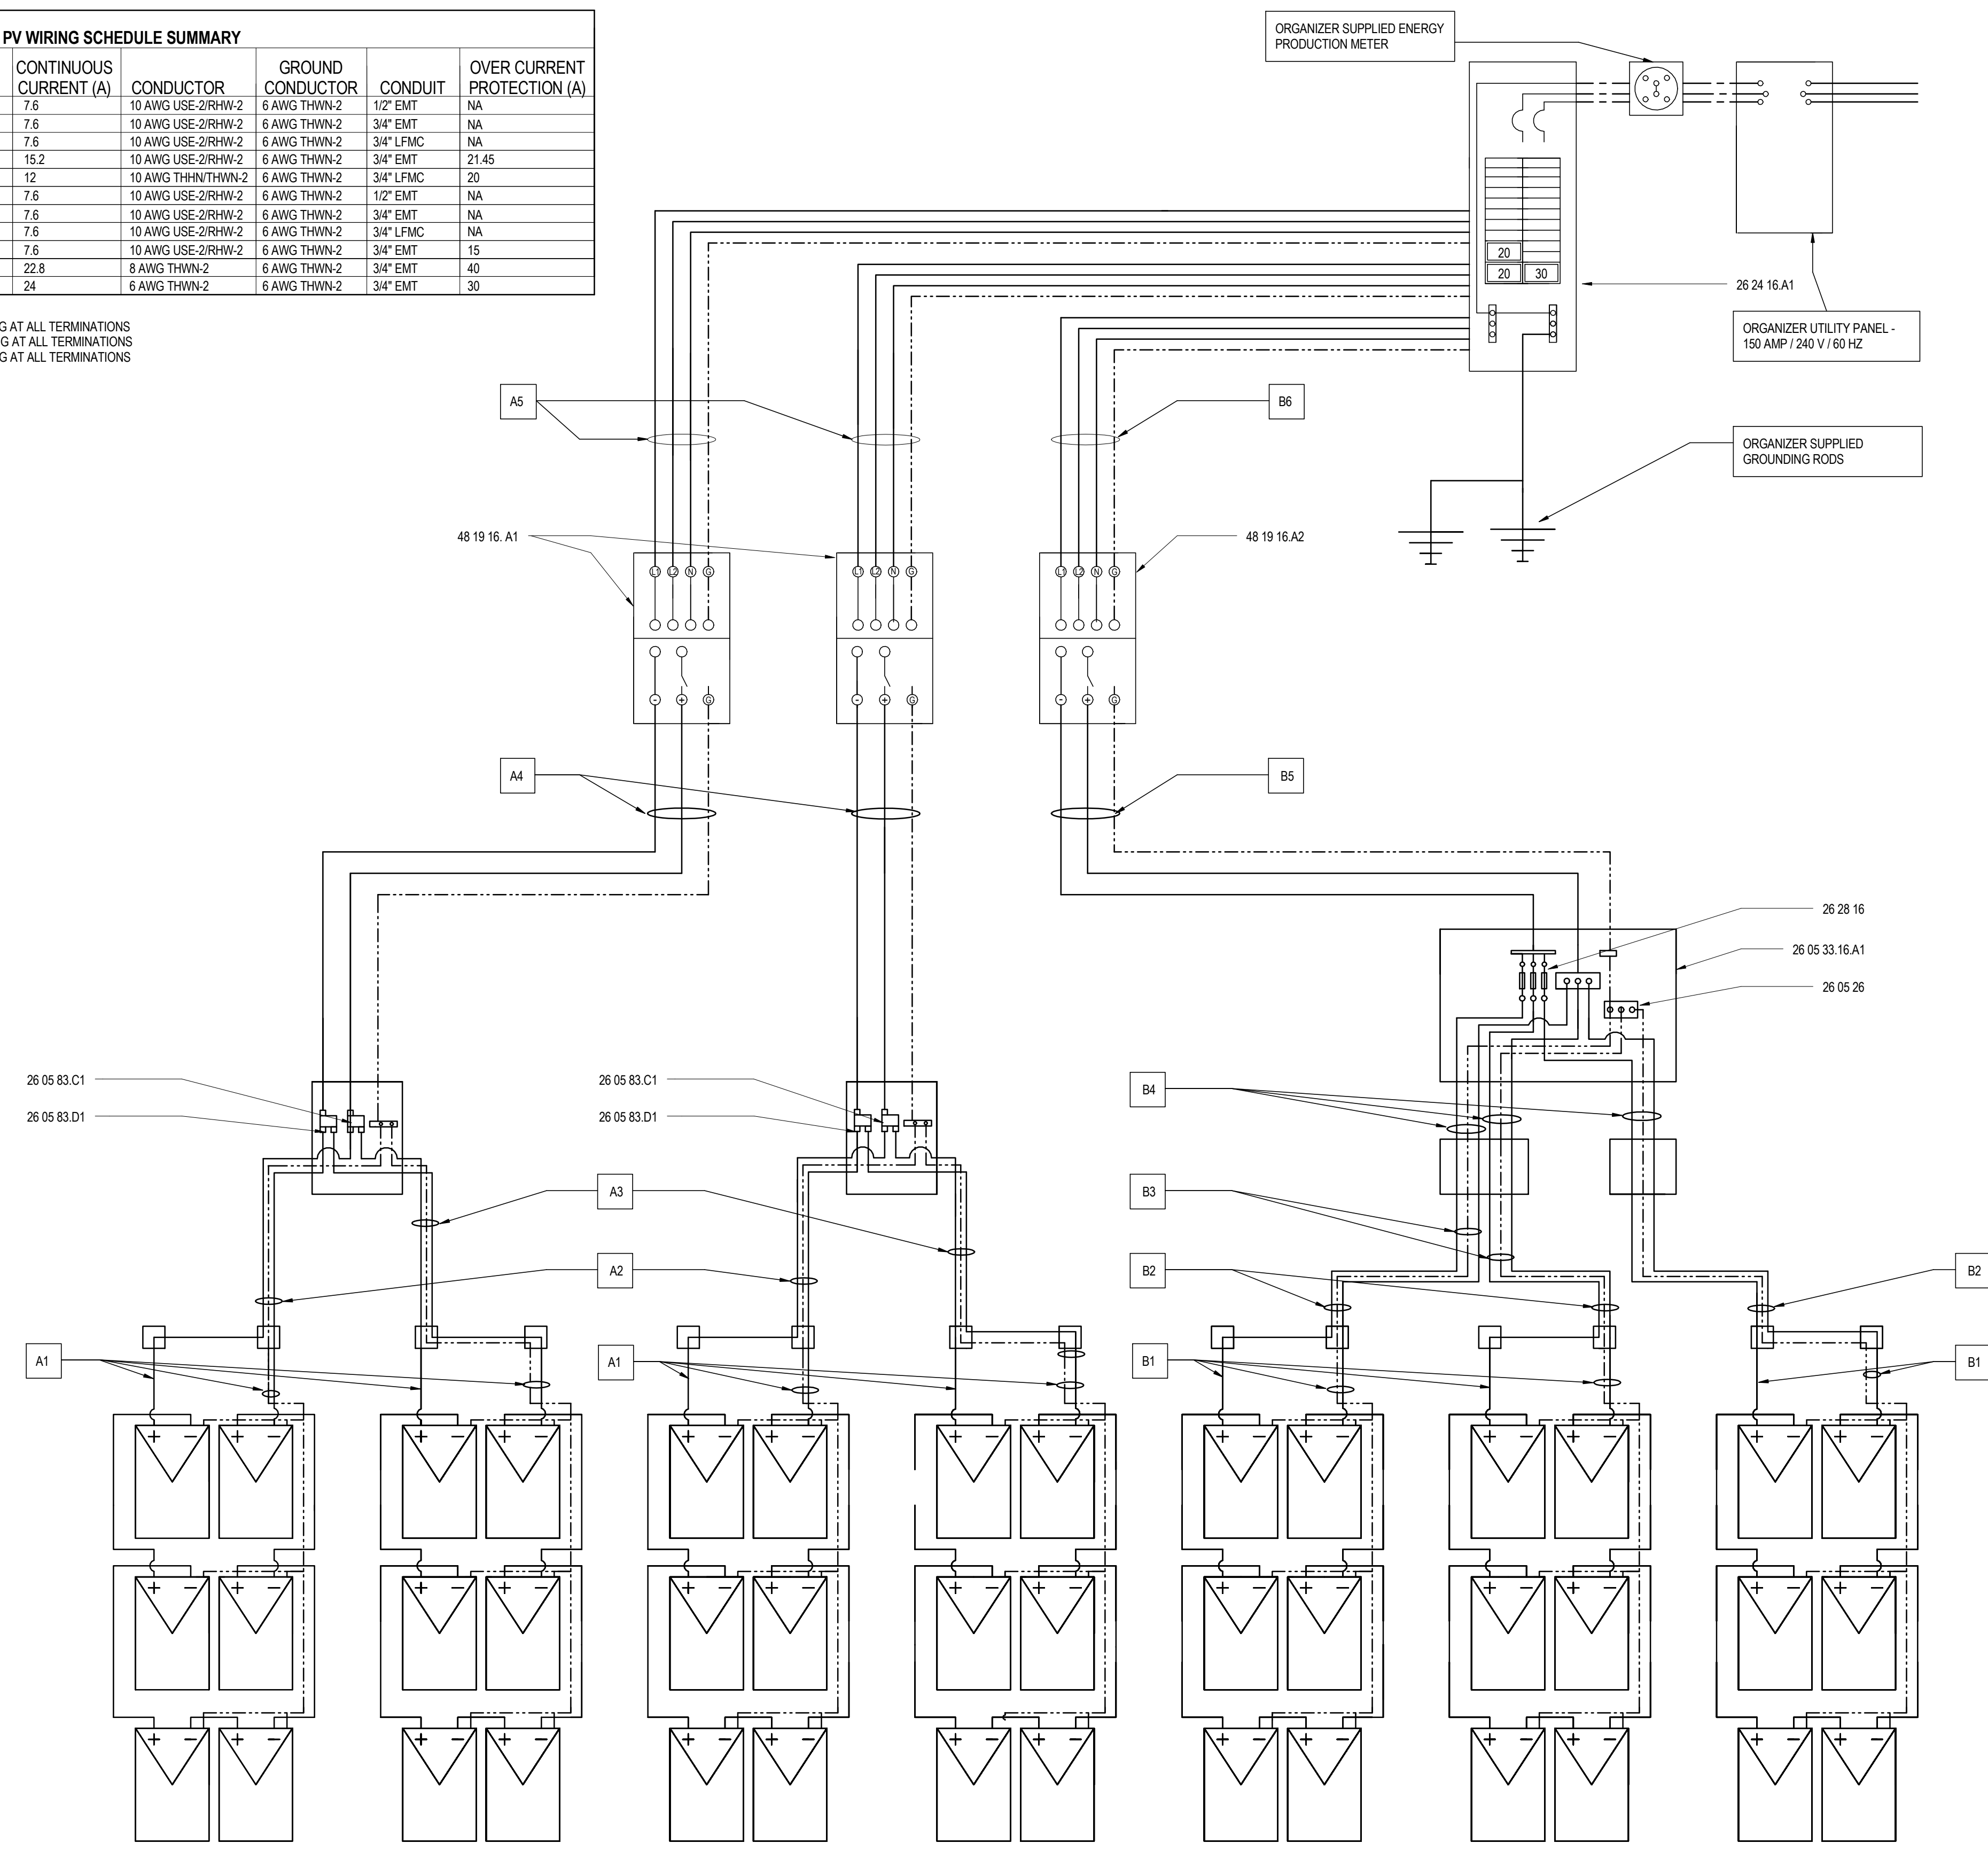 PV WIRING SCHEDULE SUMMARY
CONTINUOUS CURRENT (A) CONDUCTOR GROUND CONDUCTOR CONDUIT OVER CURRENT PROTECTION (A)
7.6 10 AWG USE-2/RHW-2 6 AWG THWN-2 1/2" EMT NA
7.6 10 AWG USE-2/RHW-2 6 AWG THWN-2 3/4" EMT NA
7.6 10 AWG USE-2/RHW-2 6 AWG THWN-2 3/4" LFMC NA
15.2 10 AWG USE-2/RHW-2 6 AWG THWN-2 3/4" EMT 21.45
12 10 AWG THHN/THWN-2 6 AWG THWN-2 3/4" LFMC 20
7.6 10 AWG USE-2/RHW-2 6 AWG THWN-2 1/2" EMT NA
7.6 10 AWG USE-2/RHW-2 6 AWG THWN-2 3/4" EMT NA
7.6 10 AWG USE-2/RHW-2 6 AWG THWN-2 3/4" LFMC NA
7.6 10 AWG USE-2/RHW-2 6 AWG THWN-2 3/4" EMT 15
22.8 8 AWG THWN-2 6 AWG THWN-2 3/4" EMT 40
24 6 AWG THWN-2 6 AWG THWN-2 3/4" EMT 30
G AT ALL TERMINATIONS
G AT ALL TERMINATIONS
G AT ALL TERMINATIONS
ORGANIZER SUPPLIED ENERGY
PRODUCTION METER
20
20 30
26 24 16.A1
ORGANIZER UTILITY PANEL -
150 AMP / 240 V / 60 HZ
A5
B6
ORGANIZER SUPPLIED
GROUNDING RODS
48 19 16. A1
48 19 16.A2
L1 L2 N G
L1 L2 N G
L1 L2 N G
- + G
- + G
- + G
A4
B5
26 28 16
26 05 33.16.A1
26 05 26
26 05 83.C1
26 05 83.C1
B4
26 05 83.D1
26 05 83.D1
A3
B3
A2
B2
B2
A1
A1
B1
B1
+ - + - + - + - + - + - + - + - + - + - + - + - + - + -
+ - + - + - + - + - + - + - + - + - + - + - + - + - + -
+ - + - + - + - + - + - + - + - + - + - + - + - + - + -